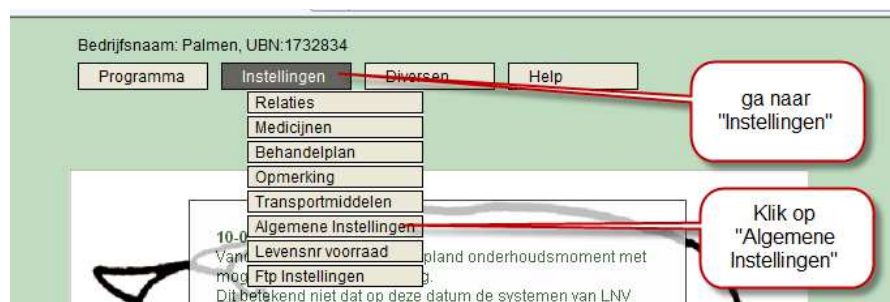 Bedrijfsnaam: Palmen, UBN:1732834
Programma Instellingen Diversen Help
Relaties
Medicijnen
Behandelplan
Opmerking
Transportmiddelen
Algemene Instellingen
Levensnr voorraad
Ftp Instellingen
ga naar
"Instellingen"
Klik op
"Algemene
Instellingen"
10-0
Van pland onderhoudsmoment met
mog g.
Dit betekend niet dat op deze datum de systemen van LNV